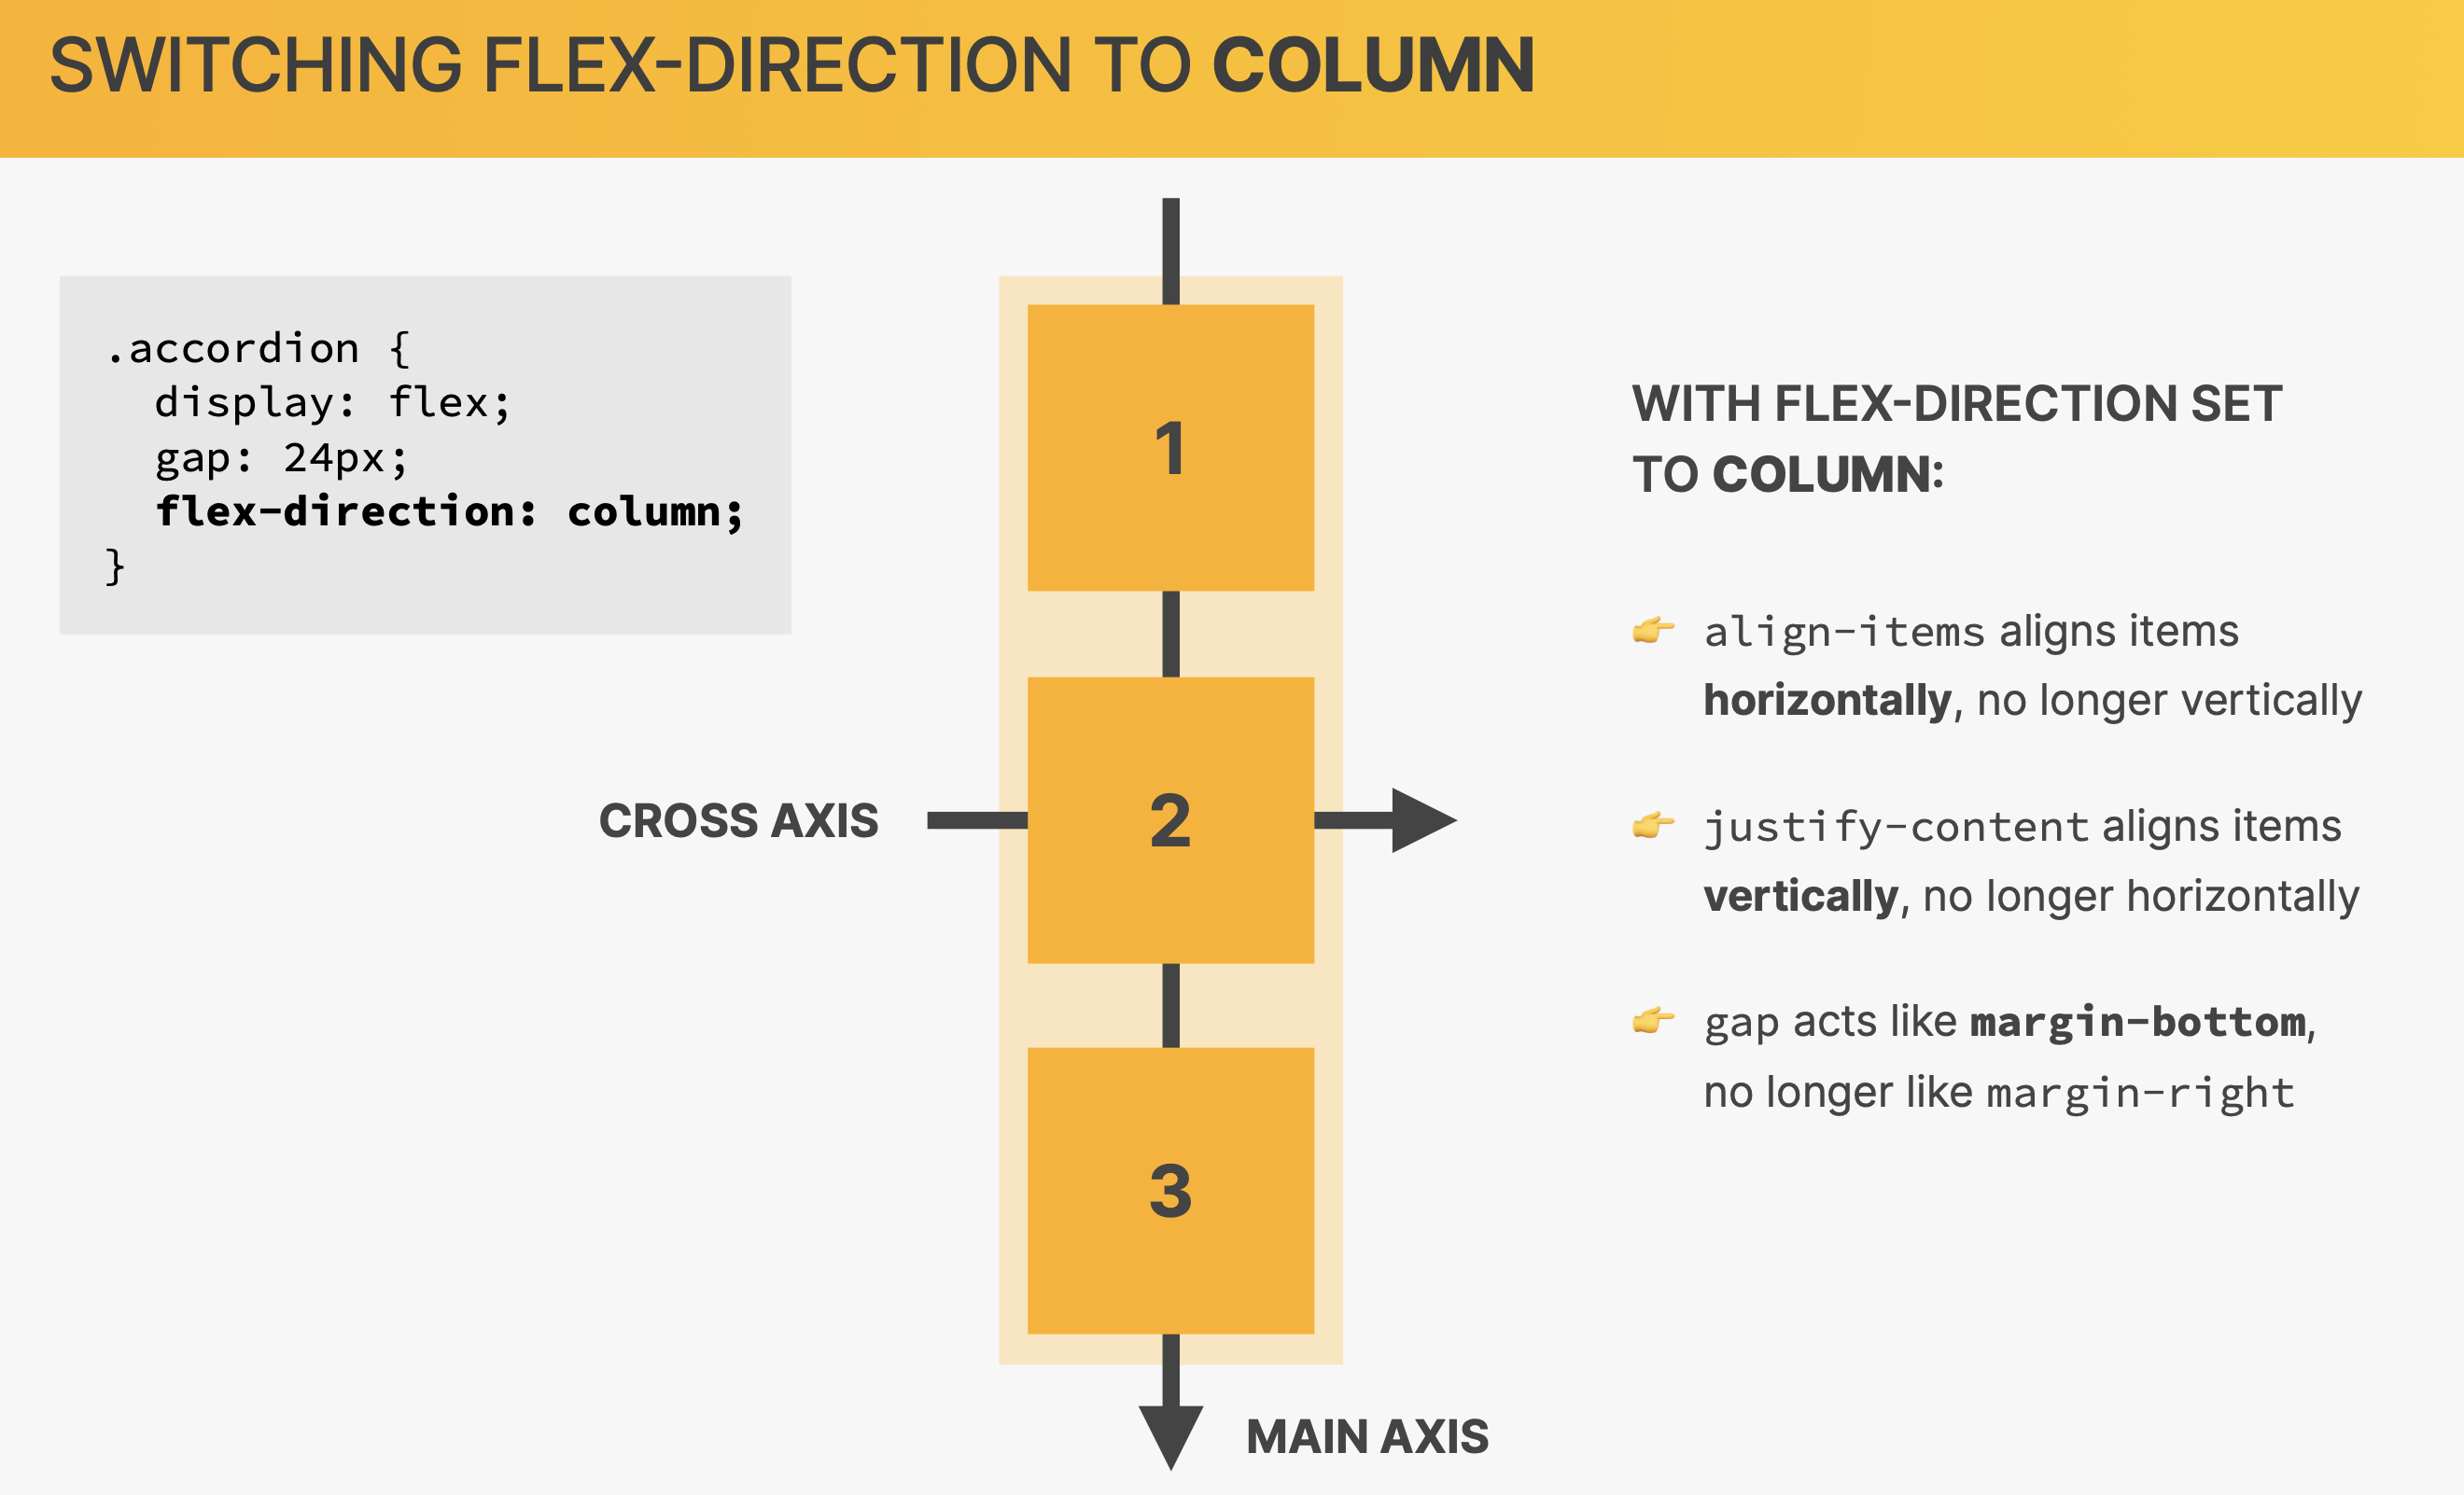 SWITCHING FLEX-DIRECTION TO COLUMN
.accordion {
display: flex;
gap: 24px;
flex-direction: column;
}
1
2
3
CROSS AXIS
MAIN AXIS
WITH FLEX-DIRECTION SET
TO COLUMN:
👉 align-items aligns items
horizontally, no longer vertically
👉 justify-content aligns items
vertically, no longer horizontally
👉 gap acts like margin-bottom,
no longer like margin-right